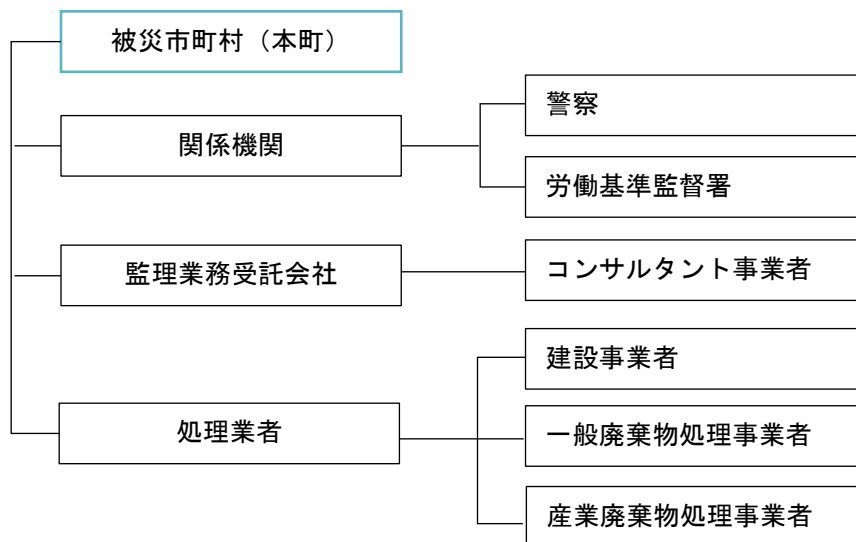 被災市町村（本町）
関係機関
警察
労働基準監督署
監理業務受託会社
コンサルタント事業者
処理業者
建設事業者
一般廃棄物処理事業者
産業廃棄物処理事業者